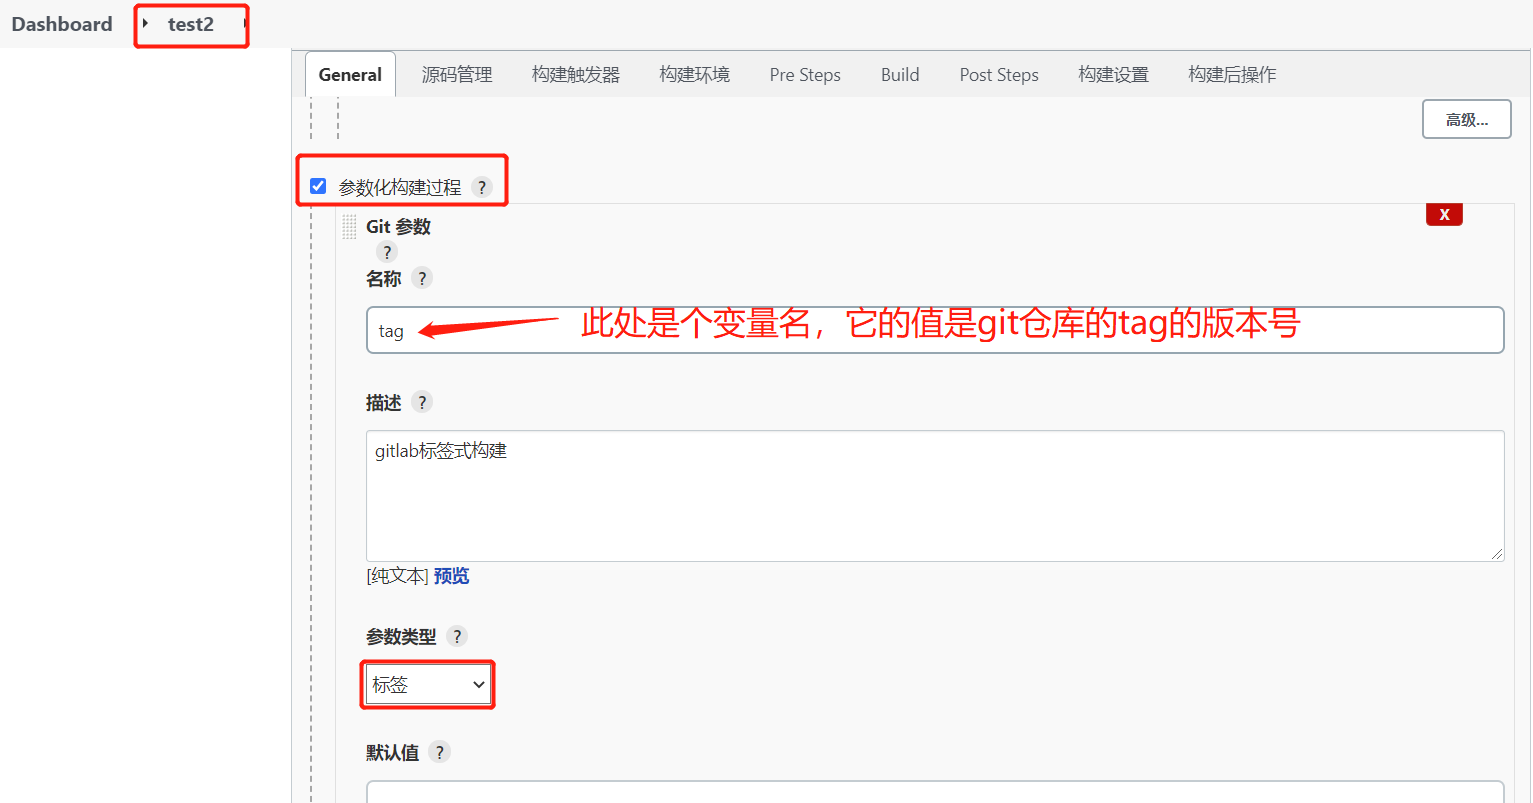 Dashboard test2
General 源码管理 构建触发器 构建环境 Pre Steps Build Post Steps 构建设置 构建后操作
高级...
参数化构建过程 ?
Git 参数
X
?
名称 ?
tag
此处是个变量名，它的值是git仓库的tag的版本号
描述 ?
gitlab标签式构建
[纯文本] 预览
参数类型 ?
标签
默认值 ?